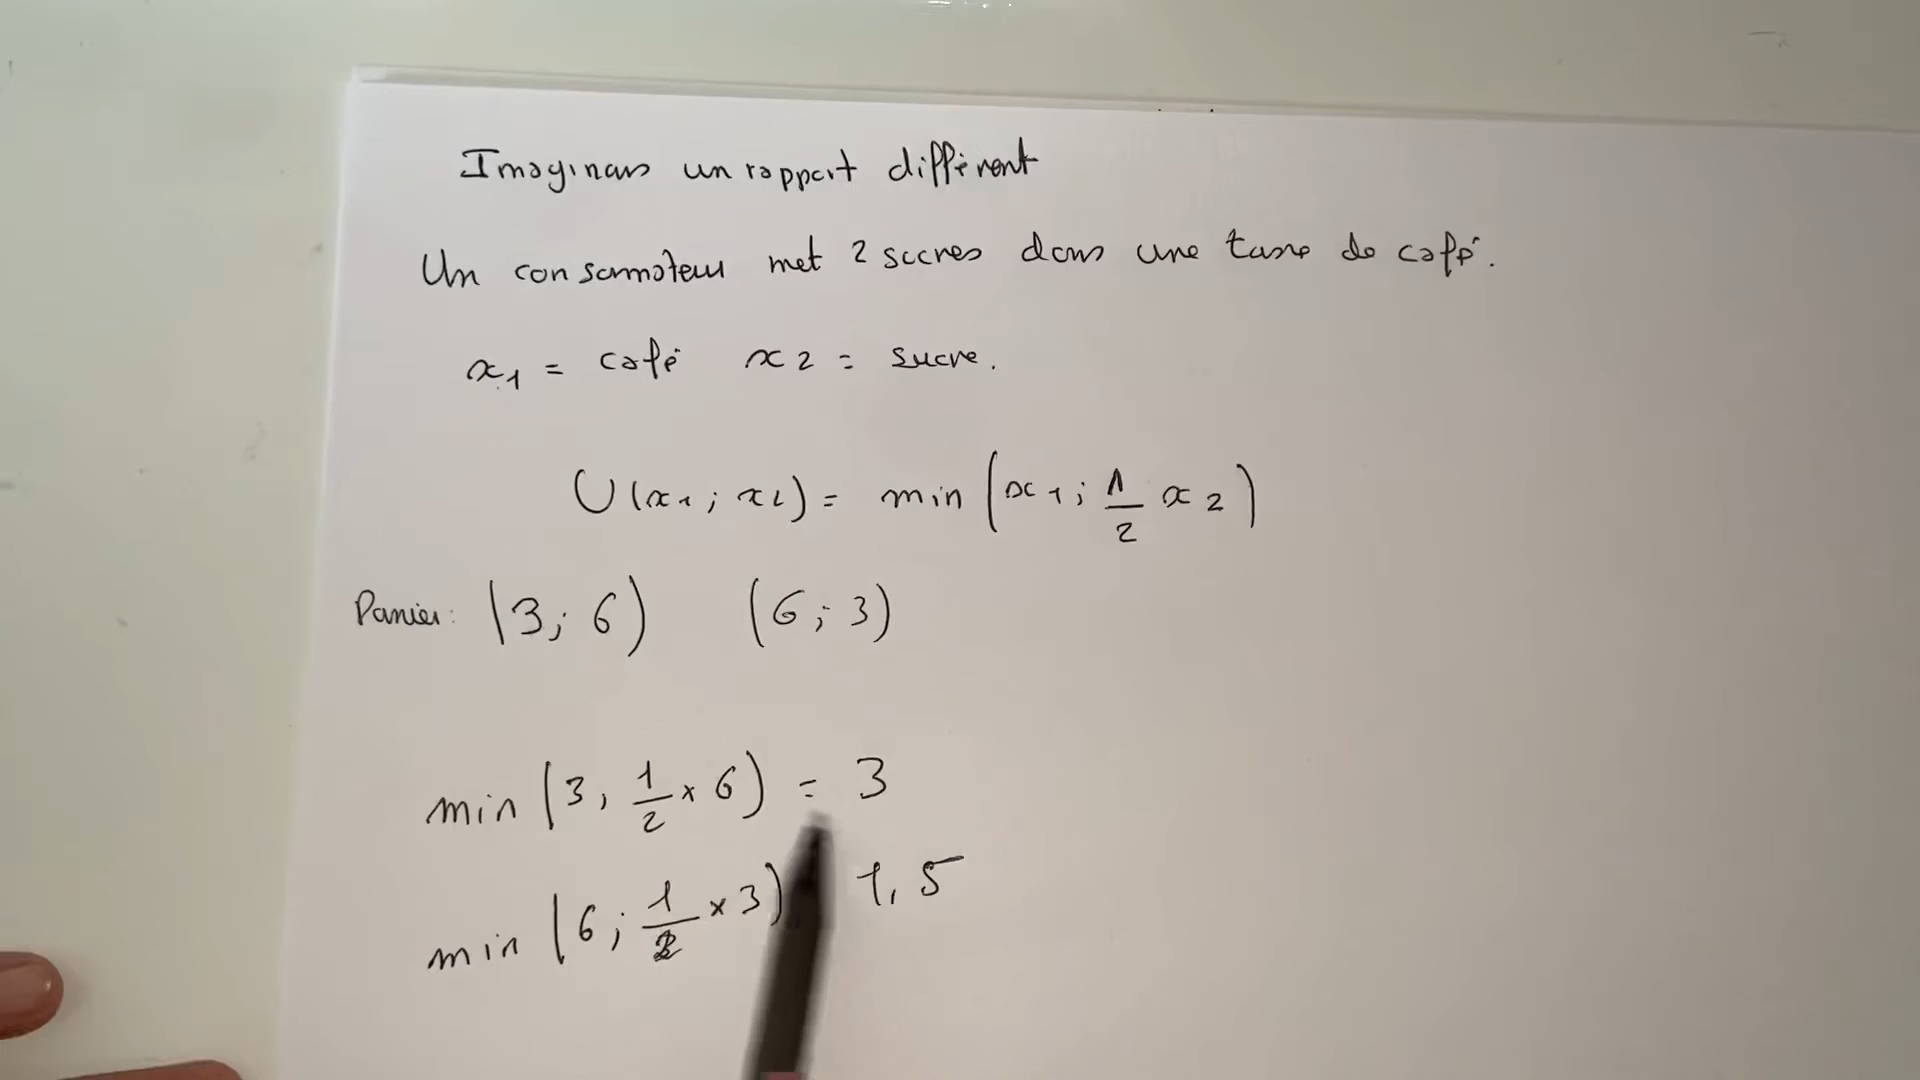 Imaginons un rapport différent
Un consommateur met 2 sucres dans une tasse de café.
x1 = café x2 = sucre.
U(x1; x2) = min (x1; 1/2 x2)
Panier: (3; 6) (6; 3)
min (3, 1/2 × 6) = 3
min (6; 1/2 × 3) 1,5